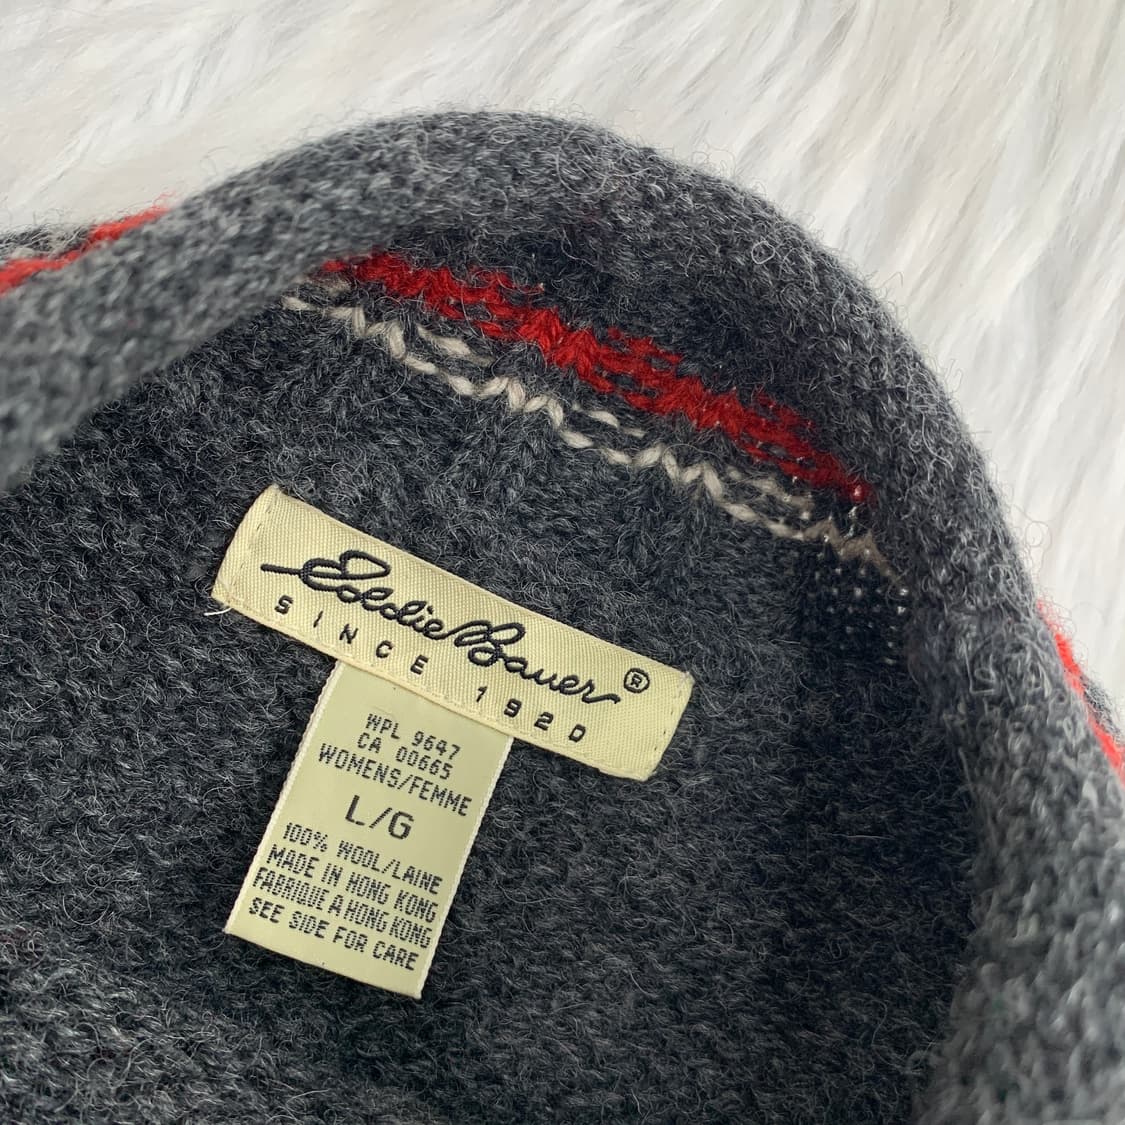 Eddie Bauer®
SINCE 1920
WPL 9647
CA 00665
WOMENS/FEMME
L/G
100% WOOL/LAINE
MADE IN HONG KONG
FABRIQUE A HONG KONG
SEE SIDE FOR CARE